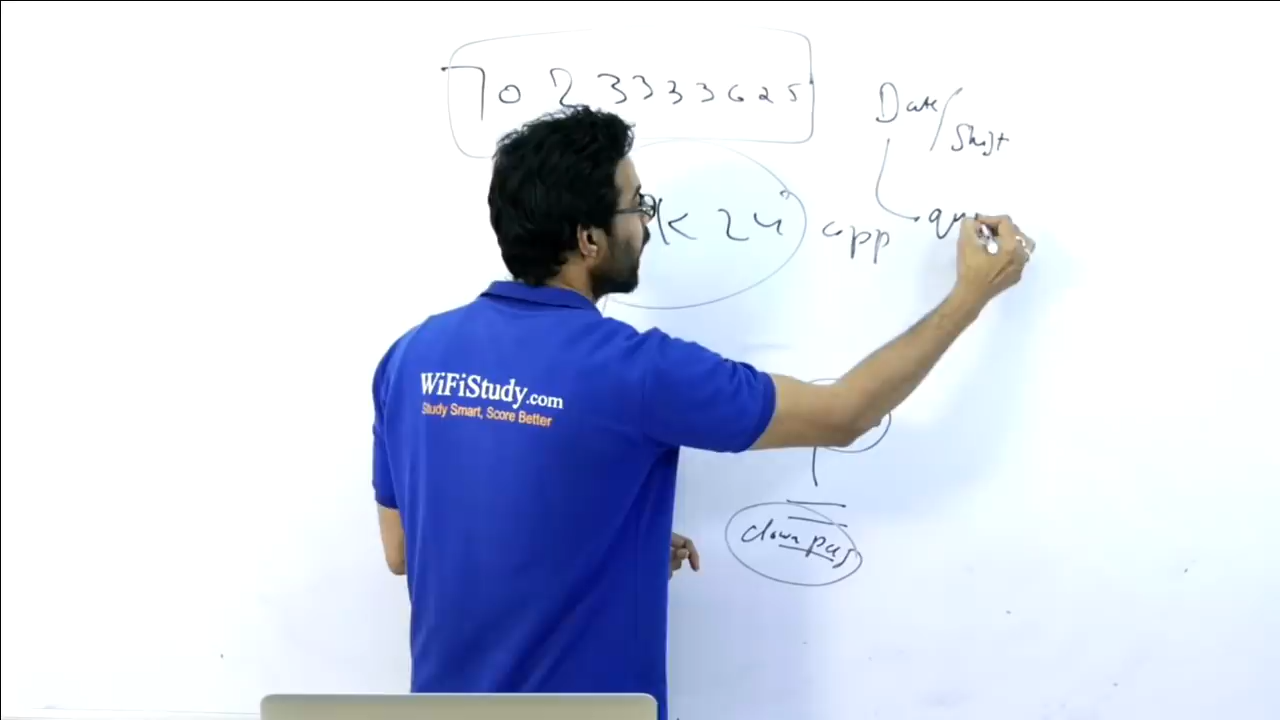 7023333625
Date/
Shift
K 24 app
WiFiStudy.com
Study Smart, Score Better